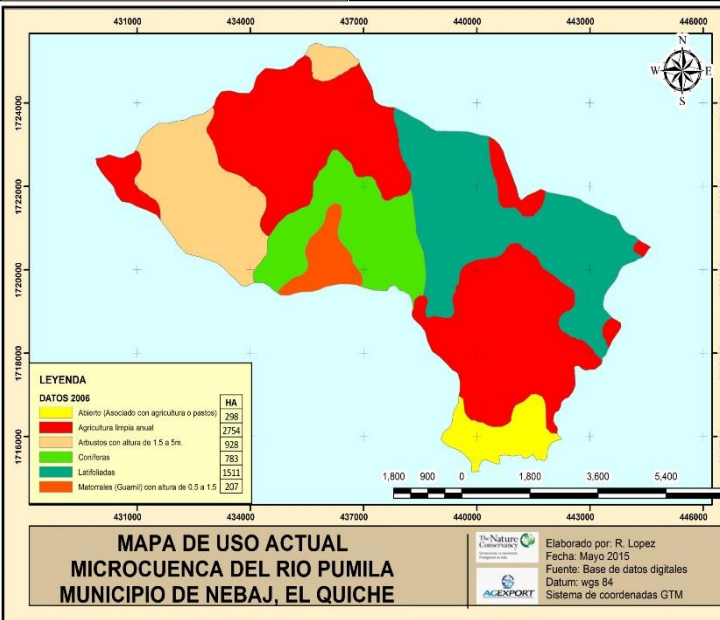 431000 434000 437000 440000 443000 446000
N
W E
S
1724000
1722000
1720000
1718000
1716000
LEYENDA
DATOS 2006
HA
Abierto (Asociado con agricultura o pastos) 298
Agricultura limpia anual 2754
Arbustos con altura de 1.5 a 5m. 928
Coníferas 783
Latifoliadas 1511
Matorrales (Guamil) con altura de 0.5 a 1.5 207
1,800 900 0 1,800 3,600 5,400
431000 434000 437000 440000 443000 446000
MAPA DE USO ACTUAL
MICROCUENCA DEL RIO PUMILA
MUNICIPIO DE NEBAJ, EL QUICHE
The Nature
Conservancy
AGEXPORT
Elaborado por: R. Lopez
Fecha: Mayo 2015
Fuente: Base de datos digitales
Datum: wgs 84
Sistema de coordenadas GTM